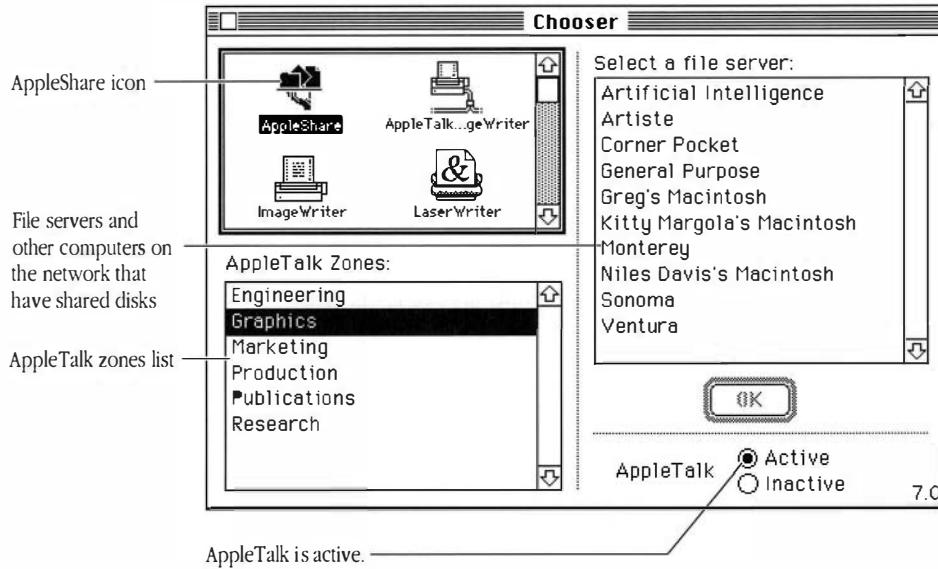 Chooser
AppleShare icon
AppleShare
AppleTalk...geWriter
ImageWriter
LaserWriter
&
File servers and
other computers on
the network that
have shared disks
AppleTalk zones list
AppleTalk Zones:
Engineering
Graphics
Marketing
Production
Publications
Research
Select a file server:
Artificial Intelligence
Artiste
Corner Pocket
General Purpose
Greg's Macintosh
Kitty Margola's Macintosh
Monterey
Niles Davis's Macintosh
Sonoma
Ventura
OK
AppleTalk
Active
Inactive
7.0
AppleTalk is active.